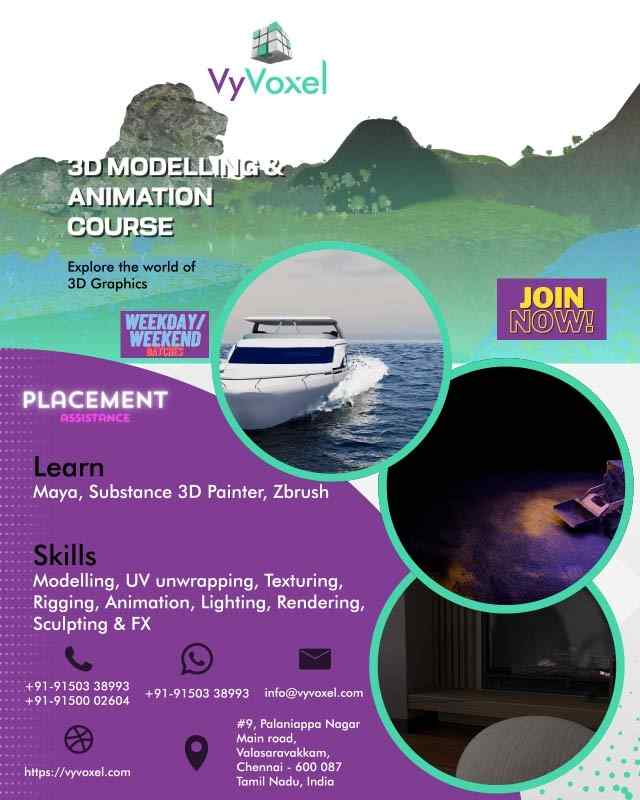 VyVoxel
3D MODELLING &
ANIMATION
COURSE
Explore the world of
3D Graphics
JOIN
NOW!
WEEKDAY/
WEEKEND
BATCHES
PLACEMENT
ASSISTANCE
Learn
Maya, Substance 3D Painter, Zbrush
Skills
Modelling, UV unwrapping, Texturing,
Rigging, Animation, Lighting, Rendering,
Sculpting & FX
+91-91503 38993
+91-91500 02604
+91-91503 38993
info@vyvoxel.com
https://vyvoxel.com
#9, Palaniappa Nagar
Main road,
Valasaravakkam,
Chennai - 600 087
Tamil Nadu, India